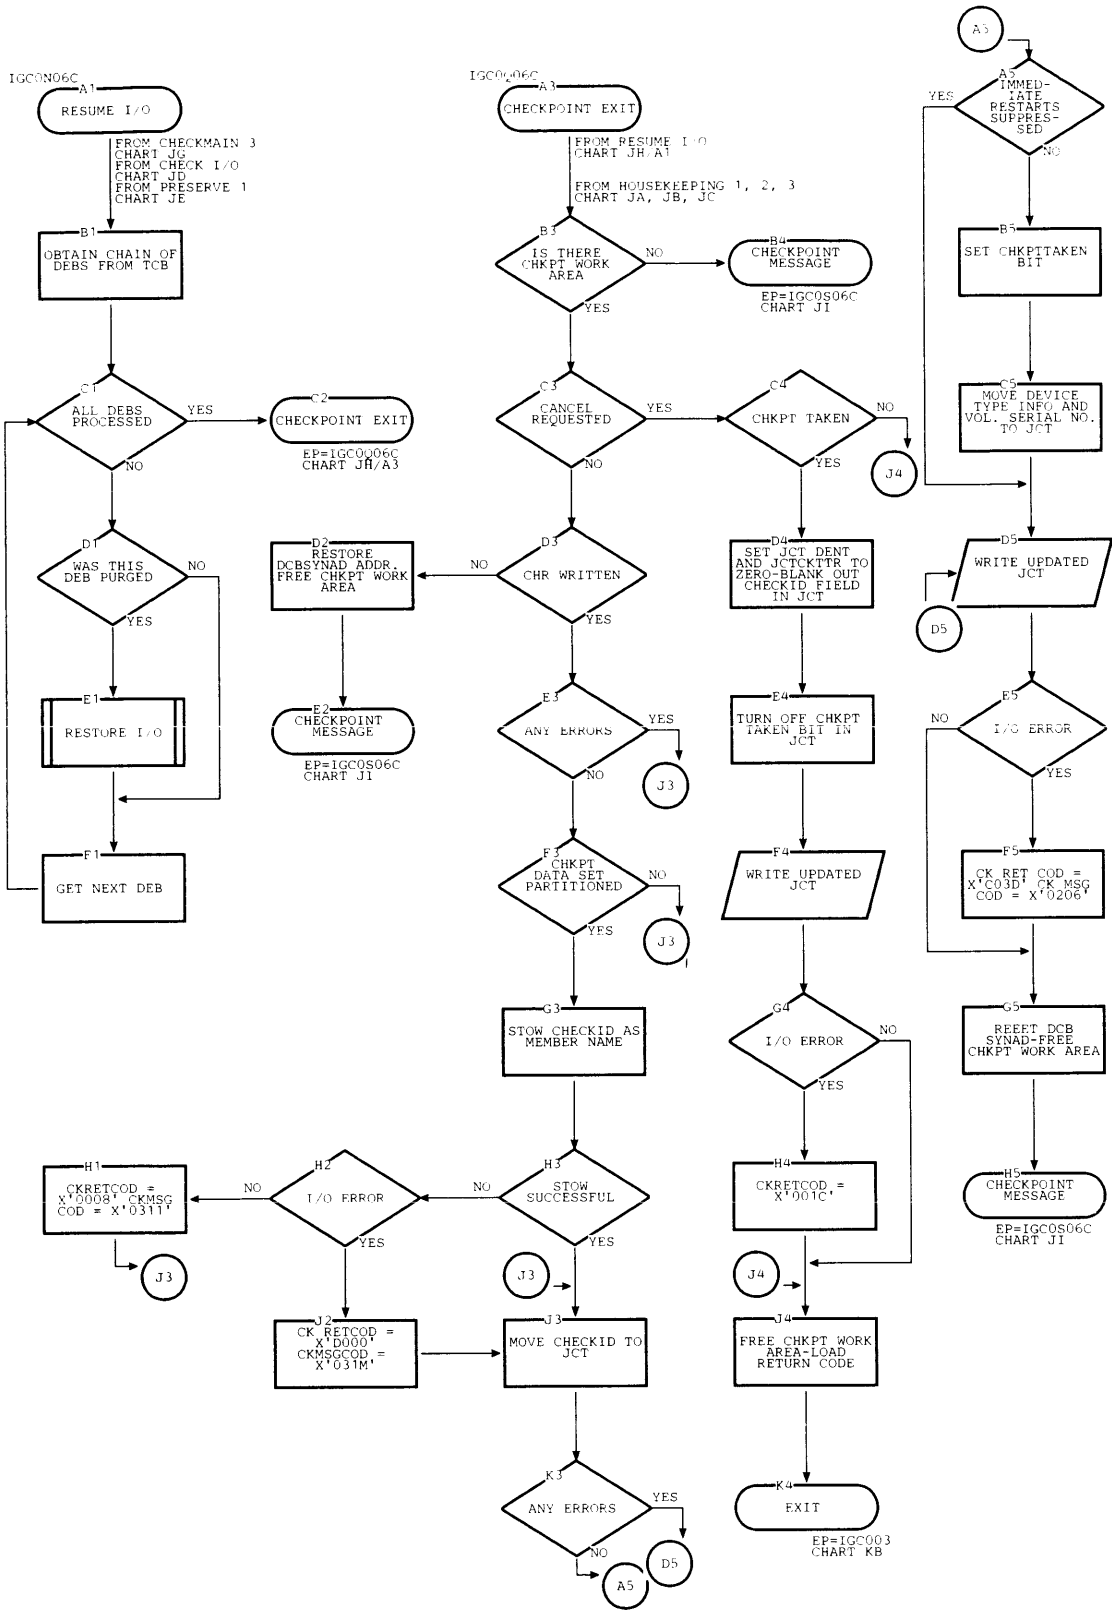 IGC0N06C
A1
RESUME I/O
FROM CHECKMAIN 3
CHART JG
FROM CHECK I/O
CHART JD
FROM PRESERVE 1
CHART JE
B1
OBTAIN CHAIN OF
DEBS FROM TCB
C1
ALL DEBS
PROCESSED
YES
NO
C2
CHECKPOINT EXIT
EP=IGC0Q06C
CHART JH/A3
D1
WAS THIS
DEB PURGED
NO
YES
E1
RESTORE I/O
F1
GET NEXT DEB
IGC0Q06C
A3
CHECKPOINT EXIT
FROM RESUME I/O
CHART JH/A1
FROM HOUSEKEEPING 1, 2, 3
CHART JA, JB, JC
B3
IS THERE
CHKPT WORK
AREA
NO
YES
B4
CHECKPOINT
MESSAGE
EP=IGC0S06C
CHART JI
C3
CANCEL
REQUESTED
YES
NO
C4
CHKPT TAKEN
NO
YES
J4
D2
RESTORE
DCBSYNAD ADDR.
FREE CHKPT WORK
AREA
D3
CHR WRITTEN
NO
YES
E2
CHECKPOINT
MESSAGE
EP=IGC0S06C
CHART JI
E3
ANY ERRORS
YES
NO
J3
F3
CHKPT
DATA SET
PARTITIONED
NO
YES
J3
G3
STOW CHECKID AS
MEMBER NAME
H3
STOW
SUCCESSFUL
NO
YES
H2
I/O ERROR
NO
YES
H1
CKRETCOD =
X'0008' CKMSG
COD = X'0311'
J3
J2
CK RETCOD =
X'D000'
CKMSGCOD =
X'031M'
J3
J3
MOVE CHECKID TO
JCT
K3
ANY ERRORS
YES
NO
D5
A5
D4
SET JCT DENT
AND JCTCKTTR TO
ZERO-BLANK OUT
CHECKID FIELD
IN JCT
E4
TURN OFF CHKPT
TAKEN BIT IN
JCT
F4
WRITE UPDATED
JCT
G4
I/O ERROR
NO
YES
H4
CKRETCOD =
X'001C'
J4
J4
FREE CHKPT WORK
AREA-LOAD
RETURN CODE
K4
EXIT
EP=IGC003
CHART KB
A5
A5
IMMED-
IATE
RESTARTS
SUPPRES-
SED
YES
NO
B5
SET CHKPTTAKEN
BIT
C5
MOVE DEVICE
TYPE INFO AND
VOL. SERIAL NO.
TO JCT
D5
WRITE UPDATED
JCT
D5
E5
I/O ERROR
NO
YES
F5
CK RET COD =
X'C03D' CK MSG
COD = X'0206'
G5
REEET DCB
SYNAD-FREE
CHKPT WORK AREA
H5
CHECKPOINT
MESSAGE
EP=IGC0S06C
CHART JI